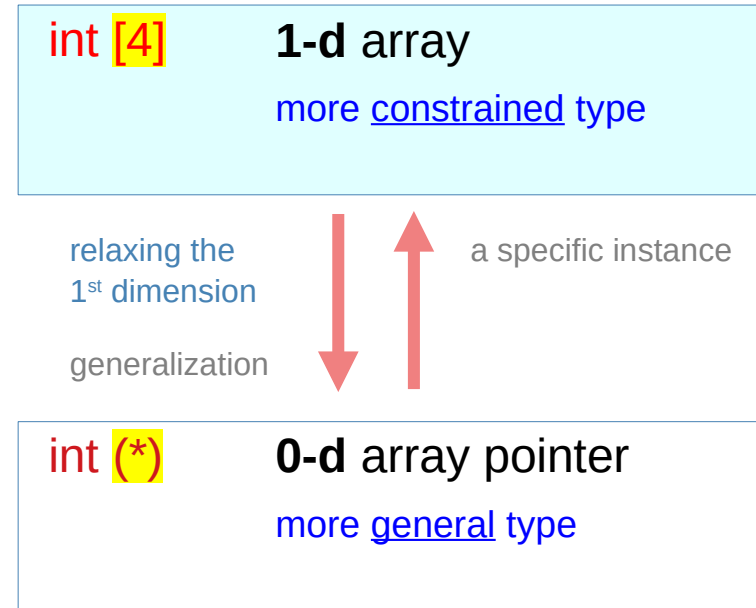 int [4] 1-d array
more constrained type
relaxing the
1st dimension
a specific instance
generalization
int (*) 0-d array pointer
more general type